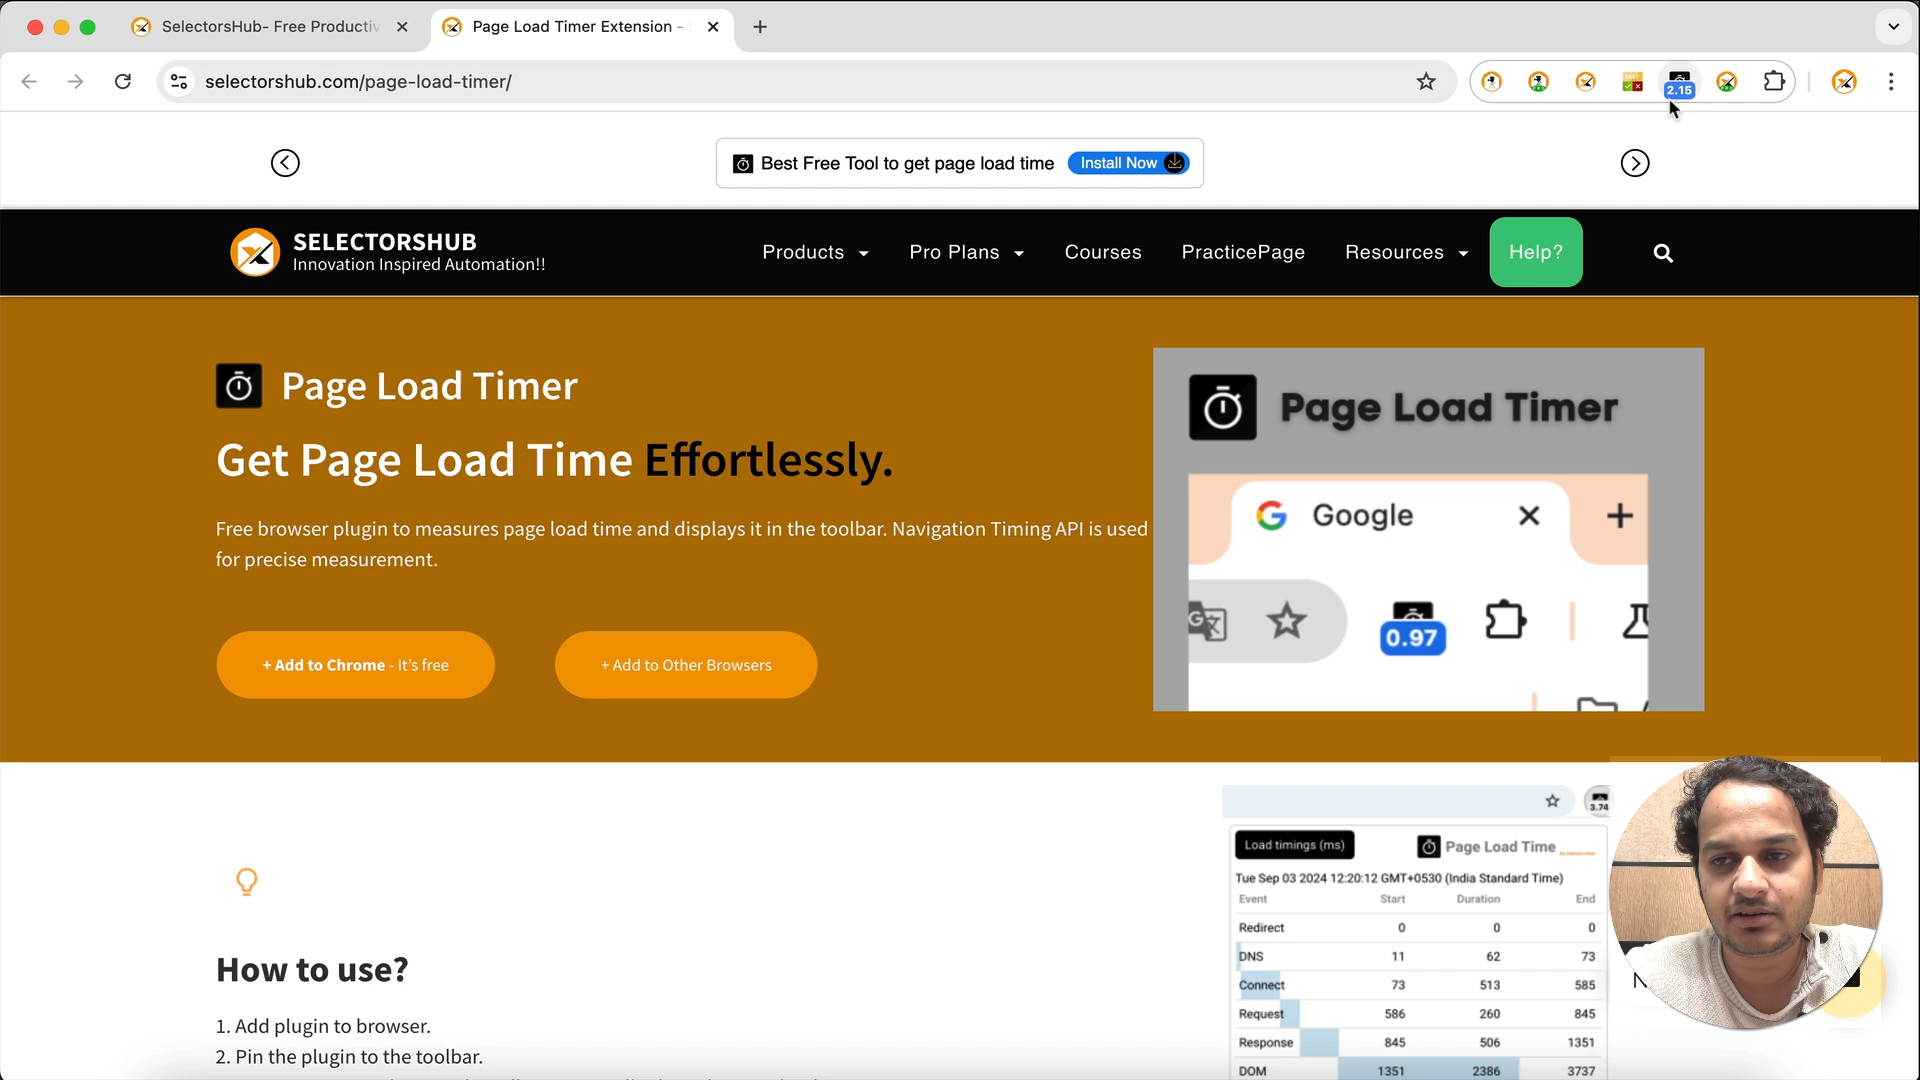 SelectorsHub- Free Productiv
Page Load Timer Extension -
selectorshub.com/page-load-timer/
2.15
Best Free Tool to get page load time Install Now
SELECTORSHUB
Innovation Inspired Automation!!
Products Pro Plans Courses PracticePage Resources Help?
Page Load Timer
Get Page Load Time Effortlessly.
Free browser plugin to measures page load time and displays it in the toolbar. Navigation Timing API is used
for precise measurement.
+ Add to Chrome - It's free
+ Add to Other Browsers
Page Load Timer
Google
0.97
How to use?
1. Add plugin to browser.
2. Pin the plugin to the toolbar.
3.74
Load timings (ms) Page Load Time
Tue Sep 03 2024 12:20:12 GMT+0530 (India Standard Time)
Event Start Duration End
Redirect 0 0 0
DNS 11 62 73
Connect 73 513 585
Request 586 260 845
Response 845 506 1351
DOM 1351 2386 3737